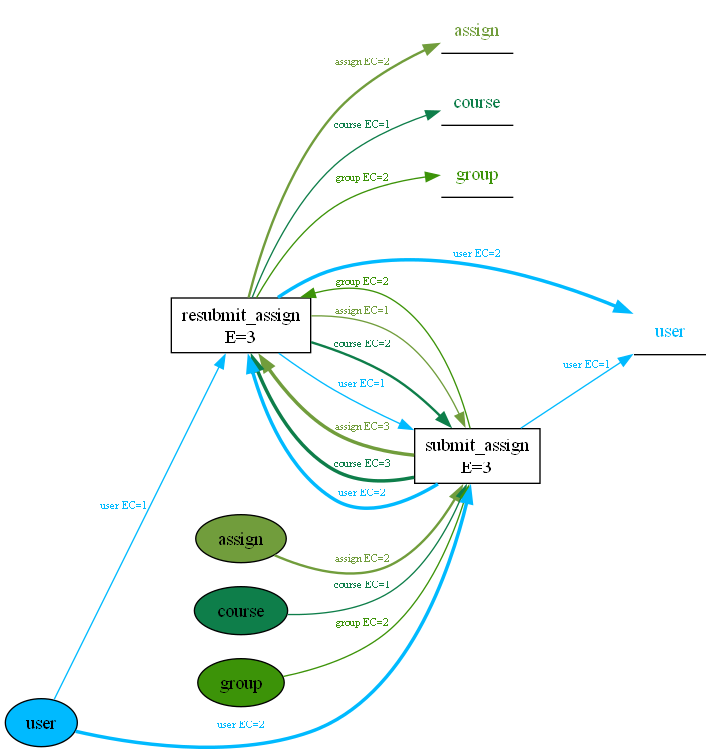 assign
assign EC=2
course
course EC=1
group
group EC=2
user EC=2
group EC=2
resubmit_assign
E=3
assign EC=1
user
course EC=2
user EC=1
user EC=1
assign EC=3
submit_assign
E=3
course EC=3
user EC=2
user EC=1
assign
assign EC=2
course EC=1
course
group EC=2
group
user
user EC=2